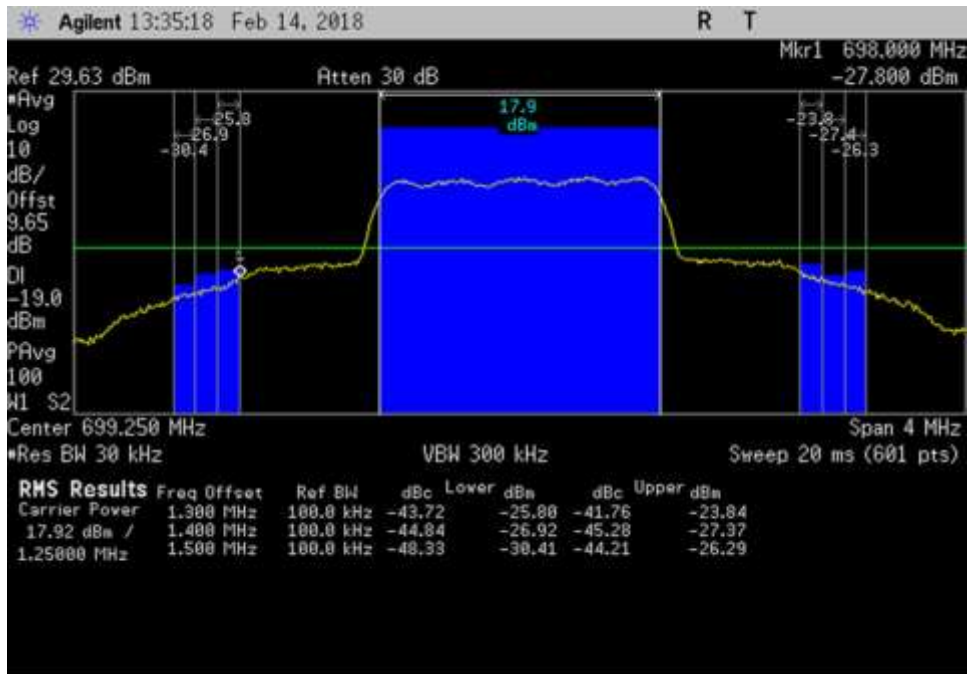 Agilent 13:35:18 Feb 14, 2018 R T
Mkr1 698.000 MHz
Ref 29.63 dBm Atten 30 dB -27.800 dBm
*Avg
Log
10
dB/
Offst
9.65
dB
DI
-19.0
dBm
PAvg
100
W1 S2
17.9
dBm
-25.8
-26.9
-30.4
-23.8
-27.4
-26.3
1
Center 699.250 MHz Span 4 MHz
*Res BW 30 kHz VBW 300 kHz Sweep 20 ms (601 pts)
RMS Results Freq Offset Ref BW dBc Lower dBm dBc Upper dBm
Carrier Power 1.300 MHz 100.0 kHz -43.72 -25.80 -41.76 -23.84
17.92 dBm / 1.400 MHz 100.0 kHz -44.84 -26.92 -45.28 -27.37
1.25000 MHz 1.500 MHz 100.0 kHz -48.33 -30.41 -44.21 -26.29